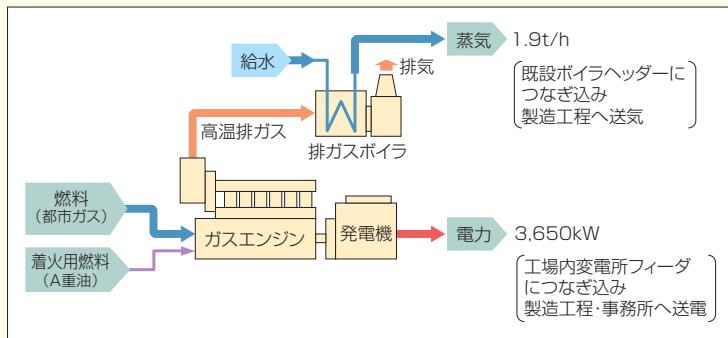 給水
排気
蒸気
1.9t/h
既設ボイラヘッダーに
つなぎ込み
製造工程へ送気
高温排ガス
排ガスボイラ
燃料
(都市ガス)
着火用燃料
(A重油)
ガスエンジン
発電機
電力
3,650kW
工場内変電所フィーダ
につなぎ込み
製造工程・事務所へ送電